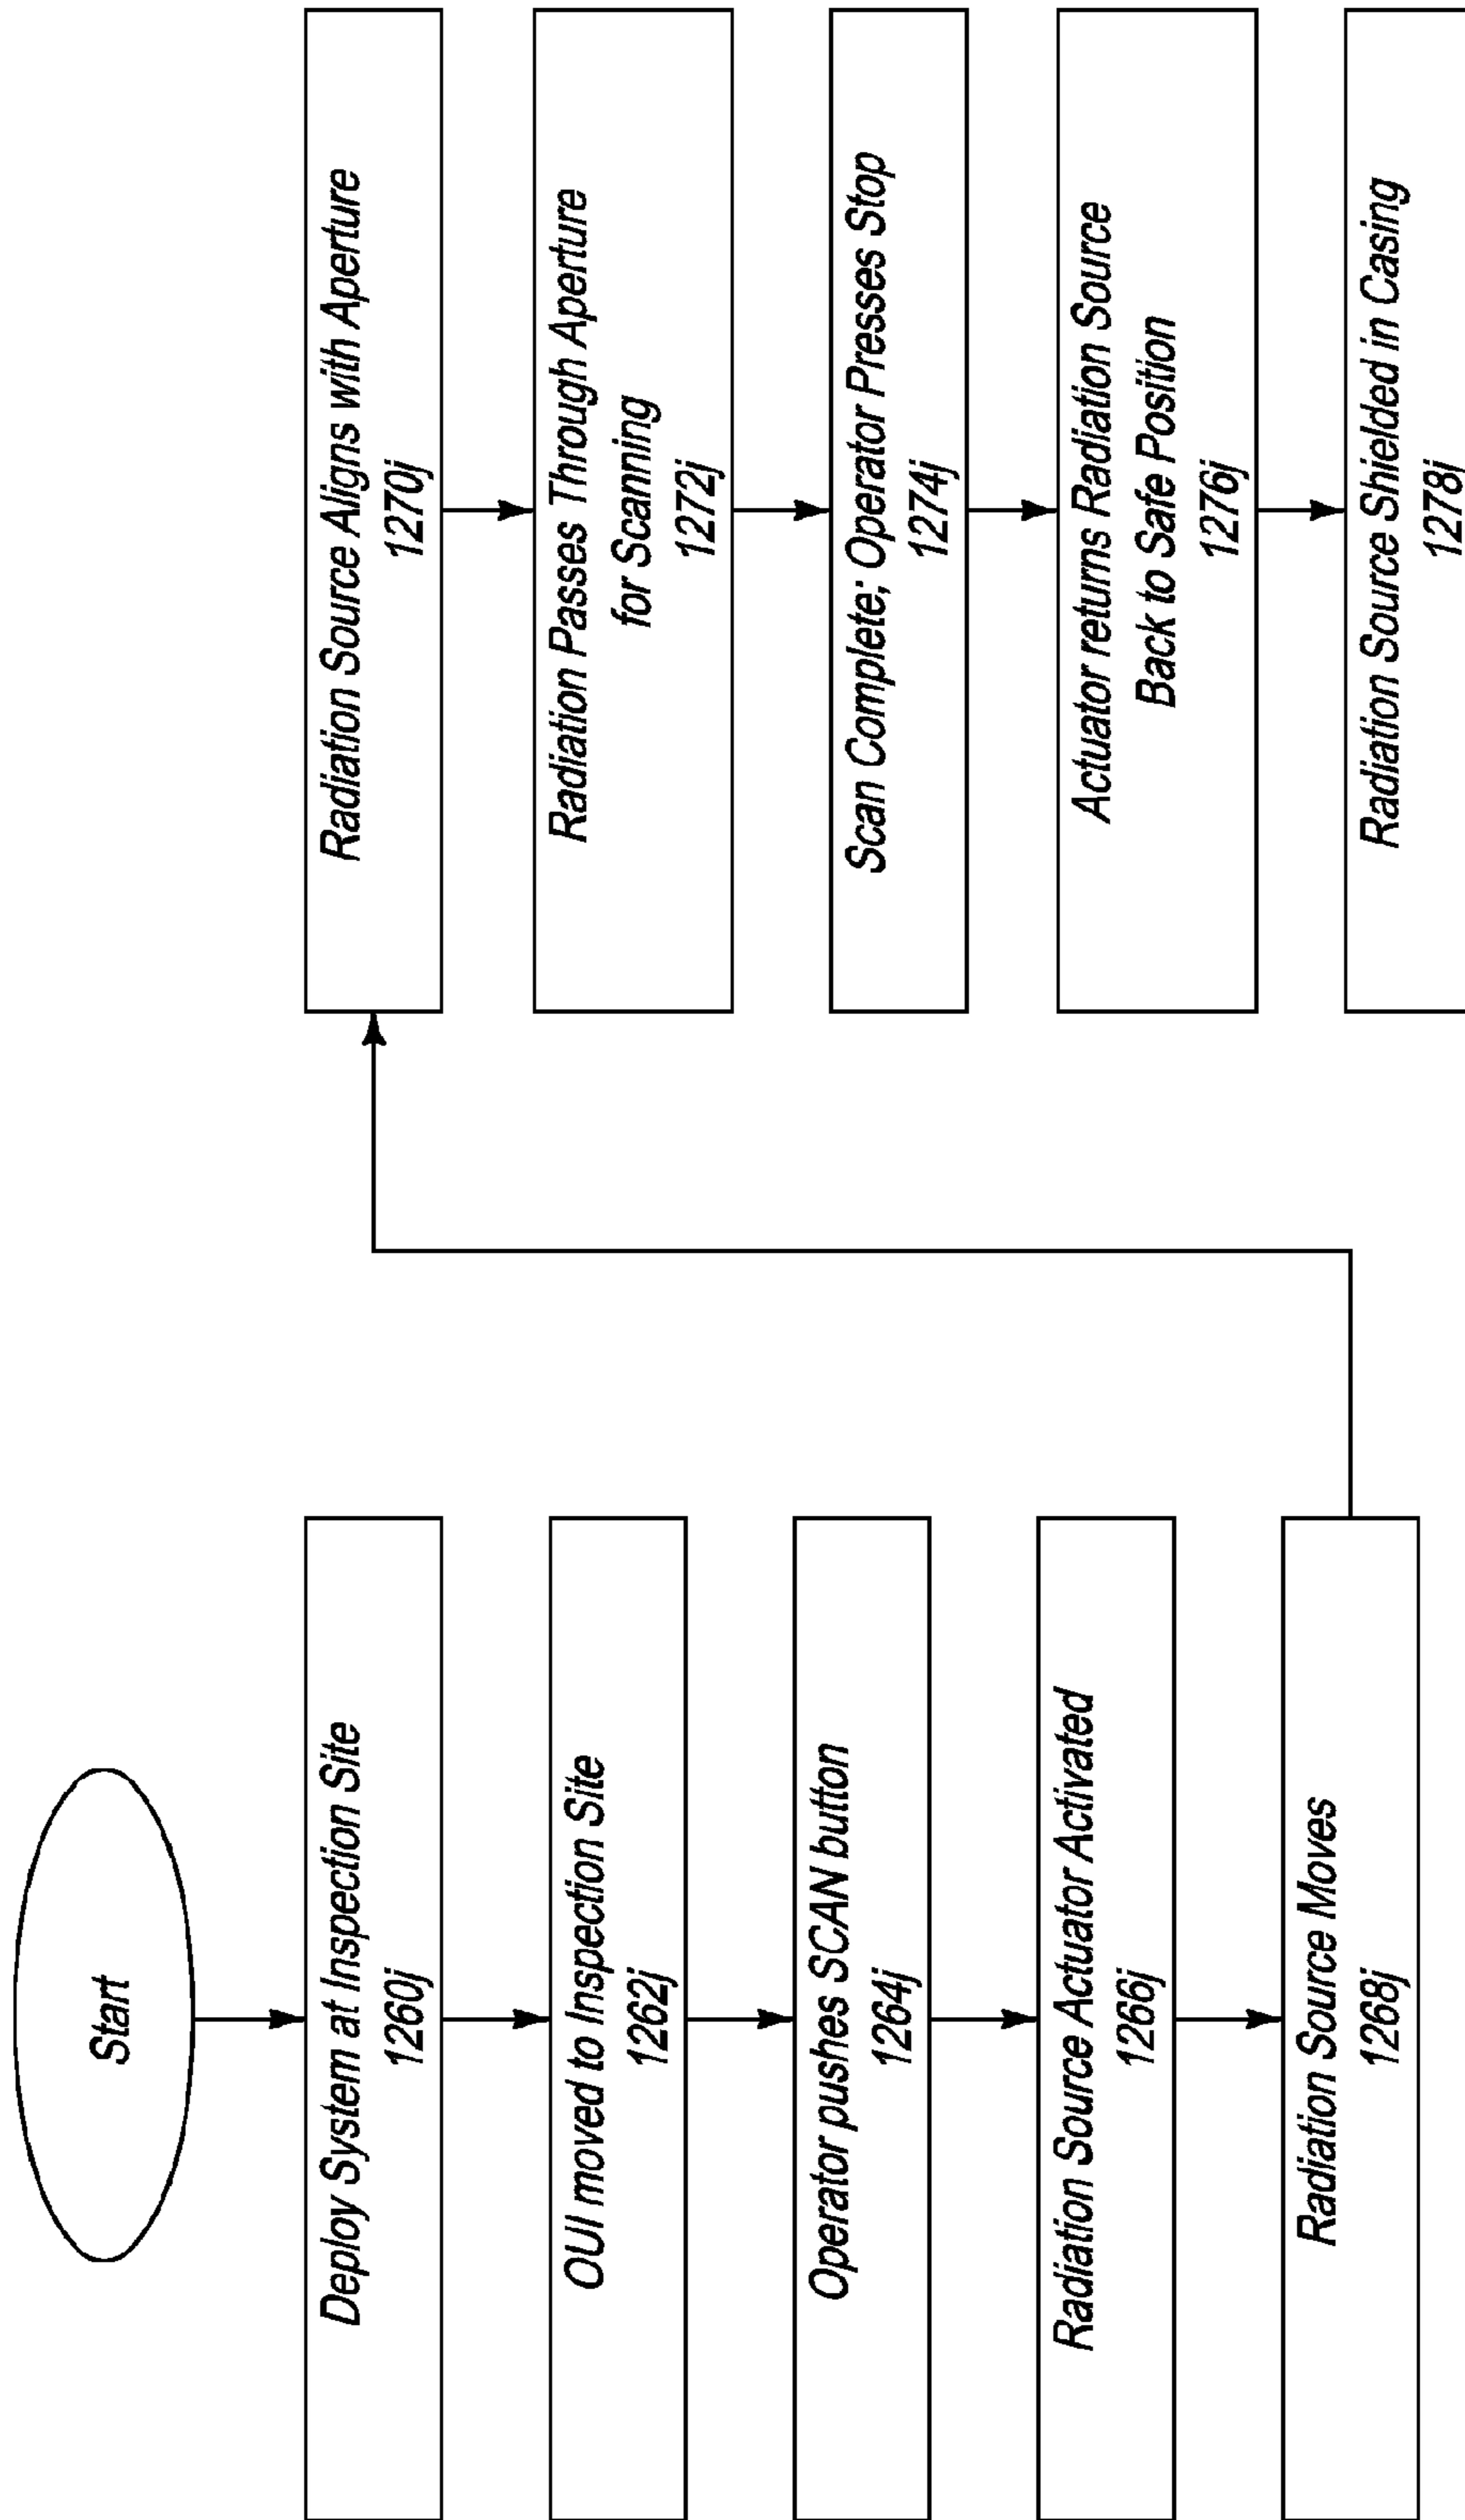 Start
Deploy System at Inspection Site
1260j
OUI moved to Inspection Site
1262j
Operator pushes SCAN button
1264j
Radiation Source Actuator Activated
1266j
Radiation Source Moves
1268j
Radiation Source Aligns with Aperture
1270j
Radiation Passes Through Aperture
for Scanning
1272j
Scan Complete; Operator Presses Stop
1274j
Actuator returns Radiation Source
Back to Safe Position
1276j
Radiation Source Shielded in Casing
1278j